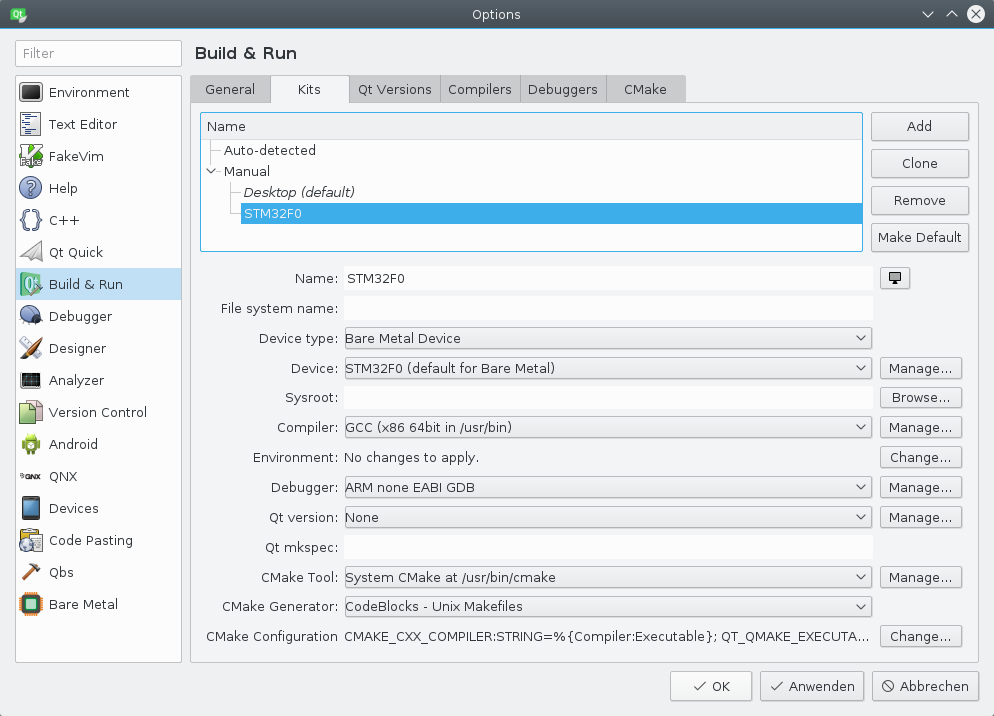 Qt
Options
Filter
Environment
Text Editor
FakeVim
Help
C++
Qt Quick
Build & Run
Debugger
Designer
Analyzer
Version Control
Android
QNX
Devices
Code Pasting
Qbs
Bare Metal
Build & Run
General Kits Qt Versions Compilers Debuggers CMake
Name
Auto-detected
Manual
Desktop (default)
STM32F0
Add
Clone
Remove
Make Default
Name: STM32F0
File system name:
Device type: Bare Metal Device
Device: STM32F0 (default for Bare Metal) Manage...
Sysroot: Browse...
Compiler: GCC (x86 64bit in /usr/bin) Manage...
Environment: No changes to apply. Change...
Debugger: ARM none EABI GDB Manage...
Qt version: None Manage...
Qt mkspec:
CMake Tool: System CMake at /usr/bin/cmake Manage...
CMake Generator: CodeBlocks - Unix Makefiles
CMake Configuration CMAKE_CXX_COMPILER:STRING=%{Compiler:Executable}; QT_QMAKE_EXECUTA... Change...
OK Anwenden Abbrechen